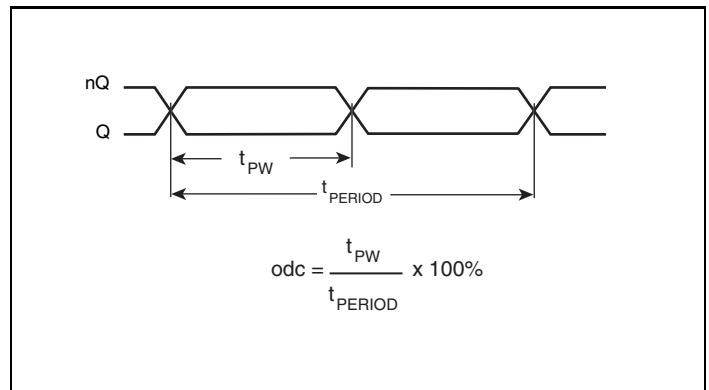 nQ
Q
tPW
tPERIOD
odc = tPW / tPERIOD x 100%